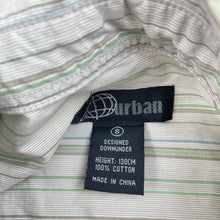 urban
8
DESIGNED
DOWNUNDER
HEIGHT: 130CM
100% COTTON
MADE IN CHINA